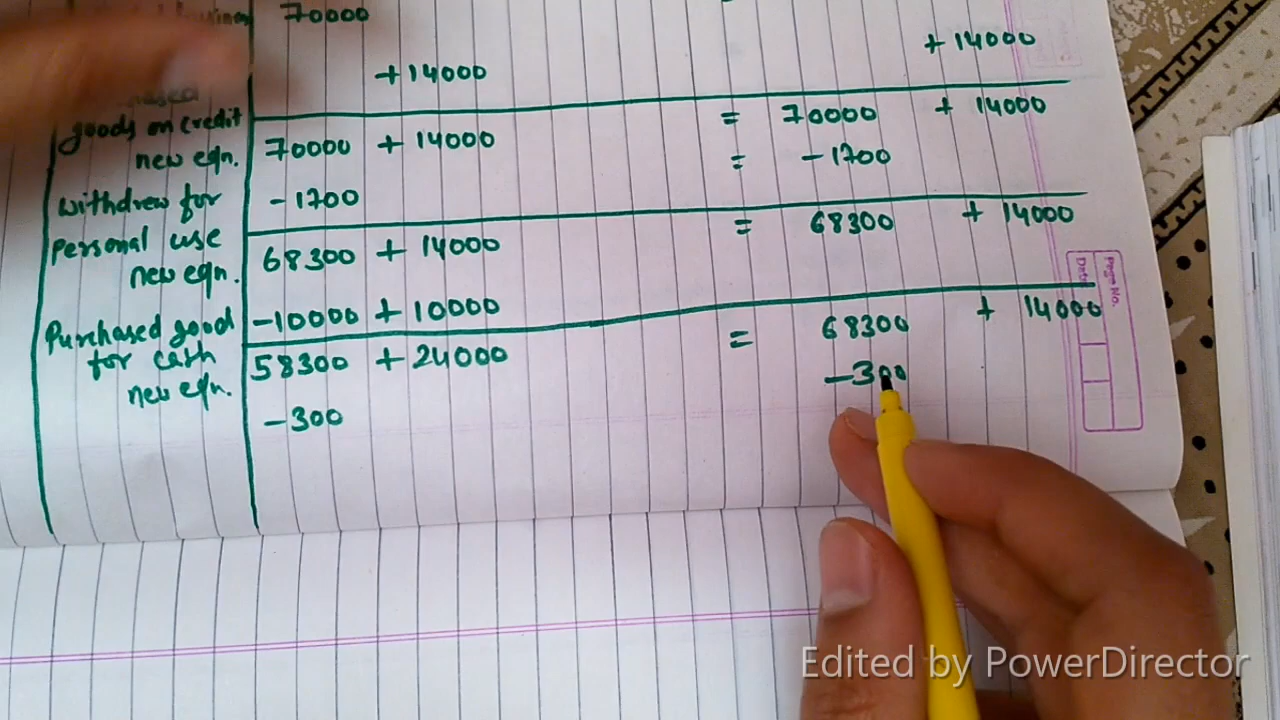 70000
+ 14000
+ 14000
goods on credit
new eqn. 70000 + 14000 = 70000 + 14000
withdrew for - 1700 = - 1700
personal use
new eqn. 68300 + 14000 = 68300 + 14000
Purchased good -10000 + 10000
for cash
new eqn. 58300 + 24000 = 68300 + 14000
- 300 - 300
Page No.
Date
Edited by PowerDirector